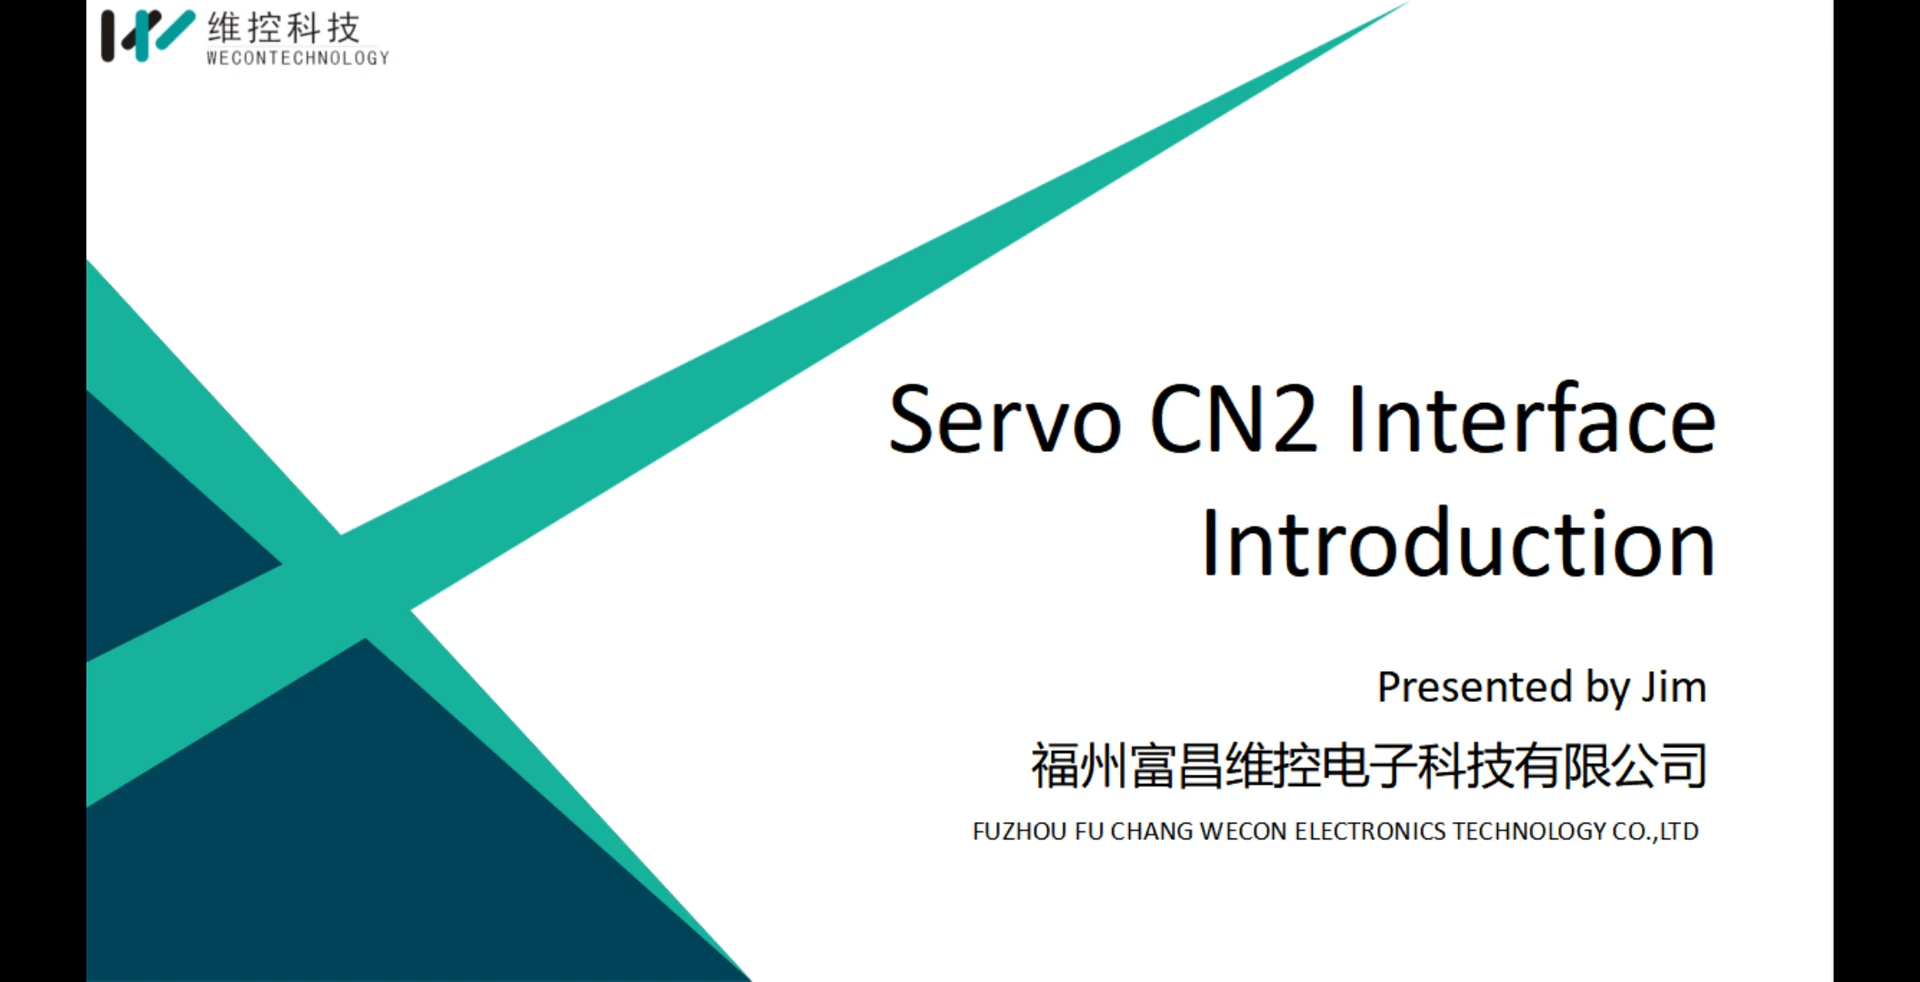 维控科技
WECONTECHNOLOGY
Servo CN2 Interface
Introduction
Presented by Jim
福州富昌维控电子科技有限公司
FUZHOU FU CHANG WECON ELECTRONICS TECHNOLOGY CO.,LTD